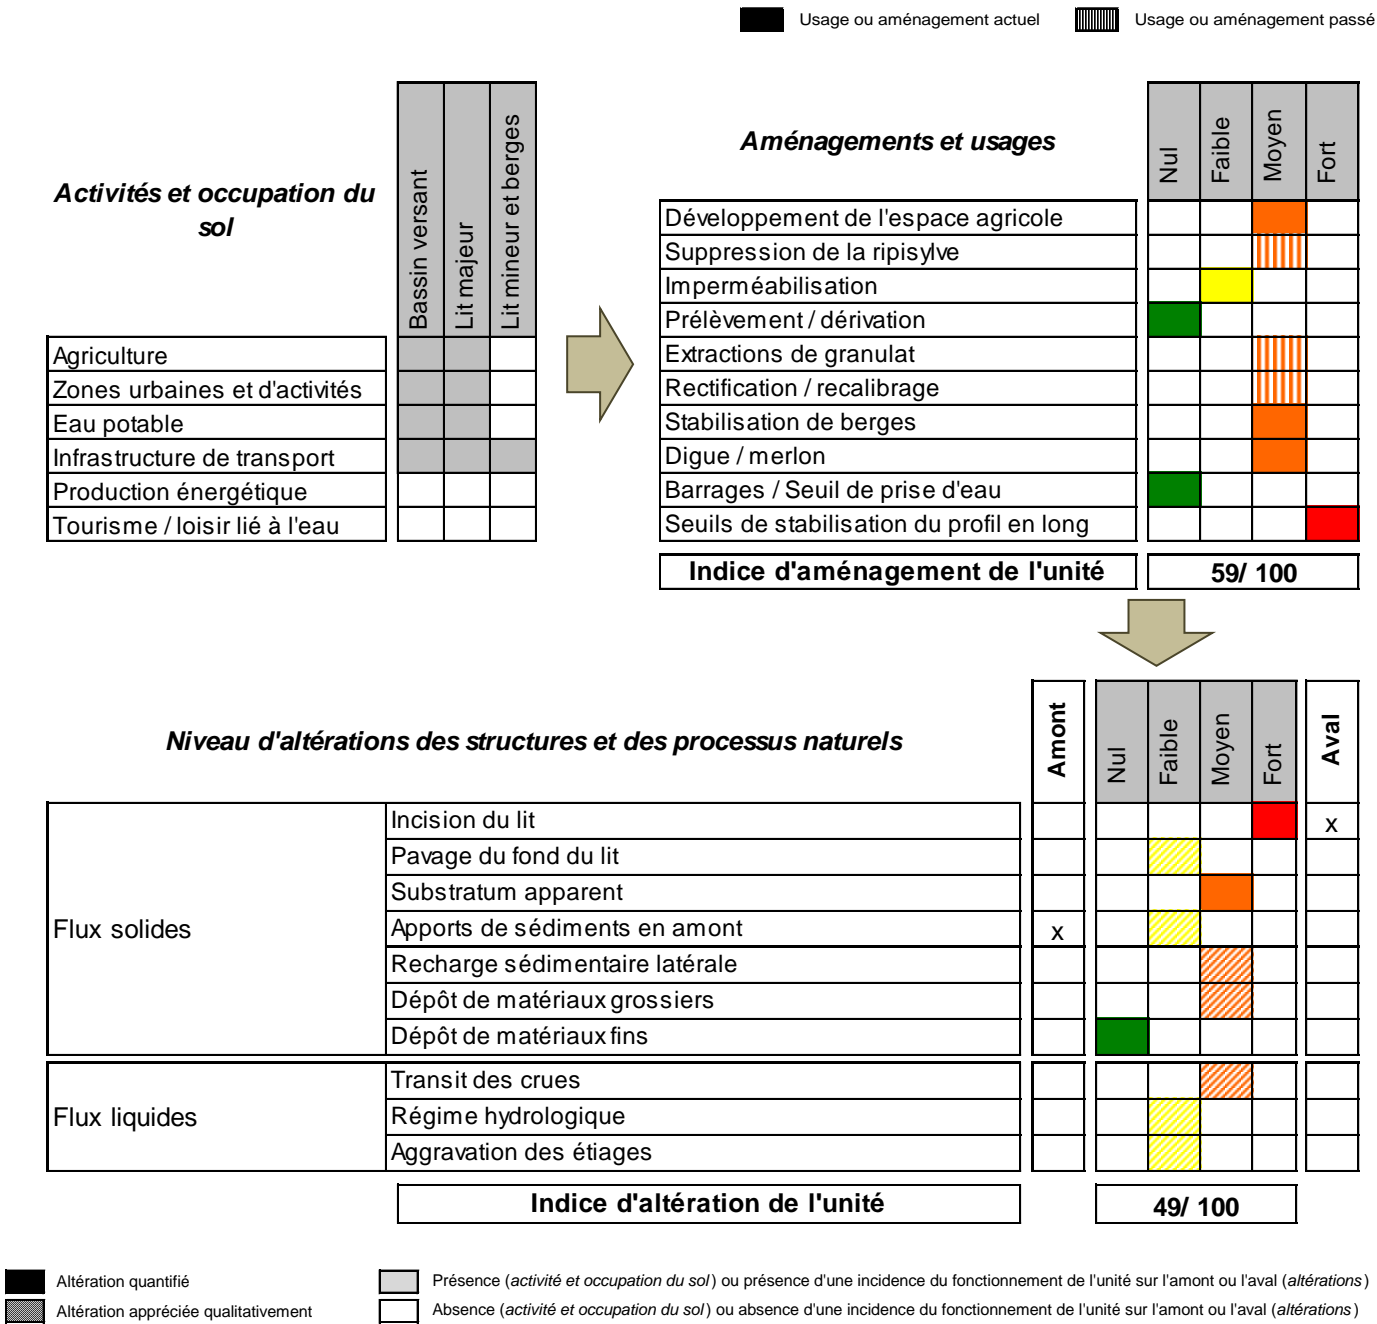 Usage ou aménagement actuel
Usage ou aménagement passé
Activités et occupation du
sol
Bassin versant
Lit majeur
Lit mineur et berges
Agriculture
Zones urbaines et d'activités
Eau potable
Infrastructure de transport
Production énergétique
Tourisme / loisir lié à l'eau
Aménagements et usages
Nul
Faible
Moyen
Fort
Développement de l'espace agricole
Suppression de la ripisylve
Imperméabilisation
Prélèvement / dérivation
Extractions de granulat
Rectification / recalibrage
Stabilisation de berges
Digue / merlon
Barrages / Seuil de prise d'eau
Seuils de stabilisation du profil en long
Indice d'aménagement de l'unité
59/ 100
Niveau d'altérations des structures et des processus naturels
Amont
Nul
Faible
Moyen
Fort
Aval
Flux solides
Incision du lit
x
Pavage du fond du lit
Substratum apparent
Apports de sédiments en amont
x
Recharge sédimentaire latérale
Dépôt de matériaux grossiers
Dépôt de matériaux fins
Flux liquides
Transit des crues
Régime hydrologique
Aggravation des étiages
Indice d'altération de l'unité
49/ 100
Altération quantifié
Présence (activité et occupation du sol) ou présence d'une incidence du fonctionnement de l'unité sur l'amont ou l'aval (altérations)
Altération appréciée qualitativement
Absence (activité et occupation du sol) ou absence d'une incidence du fonctionnement de l'unité sur l'amont ou l'aval (altérations)